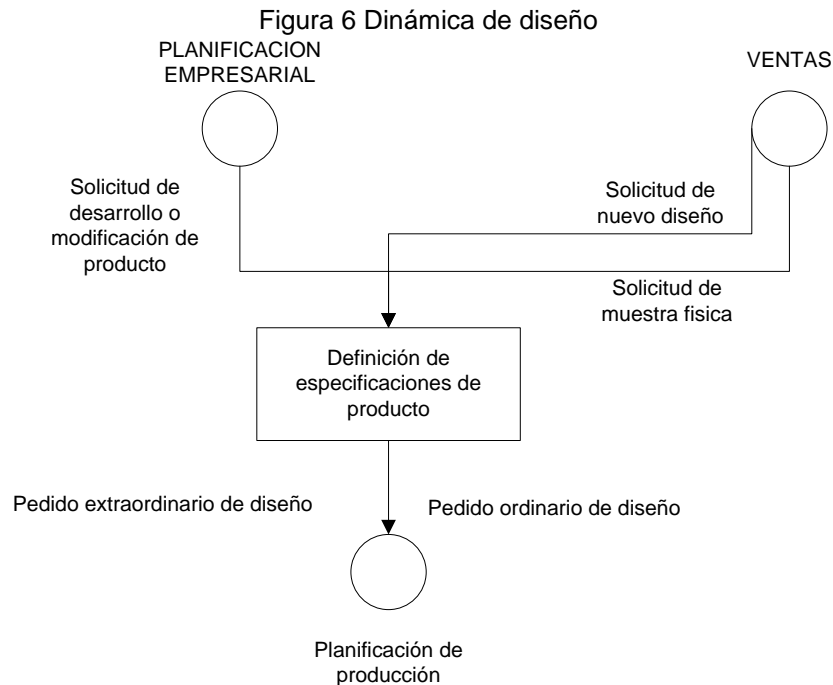 Figura 6 Dinámica de diseño
PLANIFICACION
EMPRESARIAL
VENTAS
Solicitud de
desarrollo o
modificación de
producto
Solicitud de
nuevo diseño
Solicitud de
muestra fisica
Definición de
especificaciones de
producto
Pedido extraordinario de diseño
Pedido ordinario de diseño
Planificación de
producción